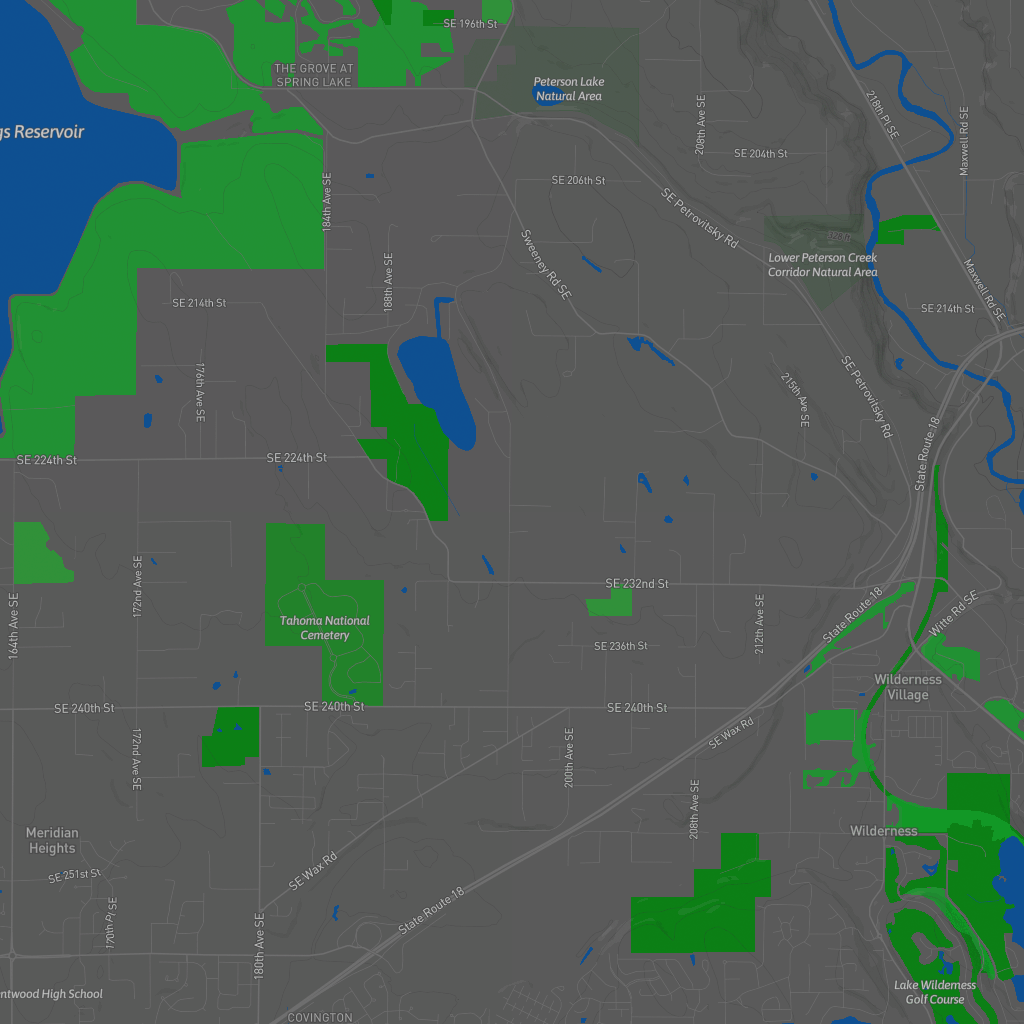 SE 196th St
THE GROVE AT
SPRING LAKE
Peterson Lake
Natural Area
218th Pl SE
208th Ave SE
Maxwell Rd SE
gs Reservoir
SE 204th St
184th Ave SE
SE 206th St
SE Petrovitsky Rd
328 ft
Lower Peterson Creek
Corridor Natural Area
Sweeney Rd SE
188th Ave SE
Maxwell Rd SE
SE 214th St
SE 214th St
176th Ave SE
215th Ave SE
SE Petrovitsky Rd
State Route 18
SE 224th St
SE 224th St
172nd Ave SE
SE 232nd St
164th Ave SE
Tahoma National
Cemetery
212th Ave SE
State Route 18
Witte Rd SE
SE 236th St
Wilderness
Village
SE 240th St
SE 240th St
SE 240th St
SE Wax Rd
172nd Ave SE
200th Ave SE
208th Ave SE
Meridian
Heights
Wilderness
SE 251st St
SE Wax Rd
170th Pl SE
180th Ave SE
State Route 18
entwood High School
Lake Wilderness
Golf Course
COVINGTON